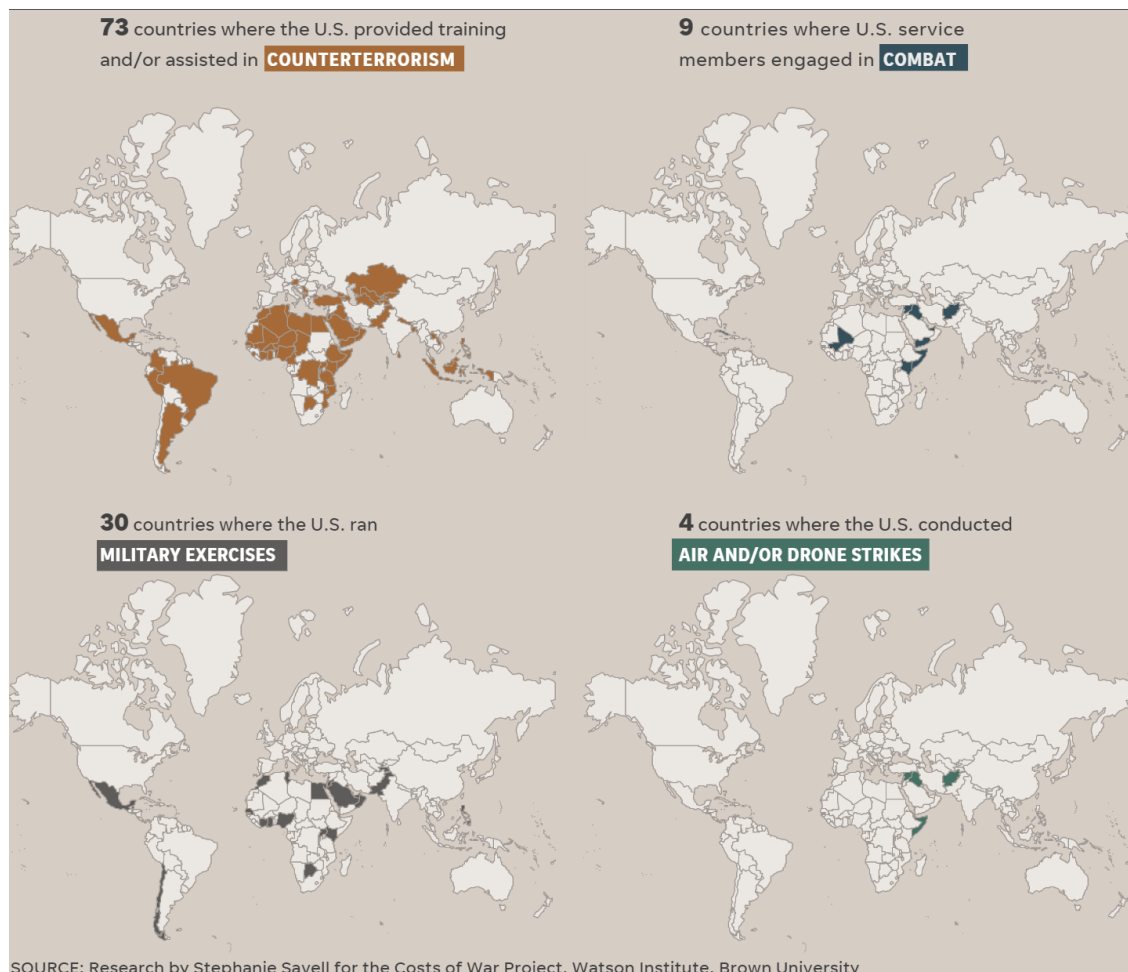 73 countries where the U.S. provided training
and/or assisted in COUNTERTERRORISM
9 countries where U.S. service
members engaged in COMBAT
30 countries where the U.S. ran
MILITARY EXERCISES
4 countries where the U.S. conducted
AIR AND/OR DRONE STRIKES
SOURCE: Research by Stephanie Savell for the Costs of War Project, Watson Institute, Brown University